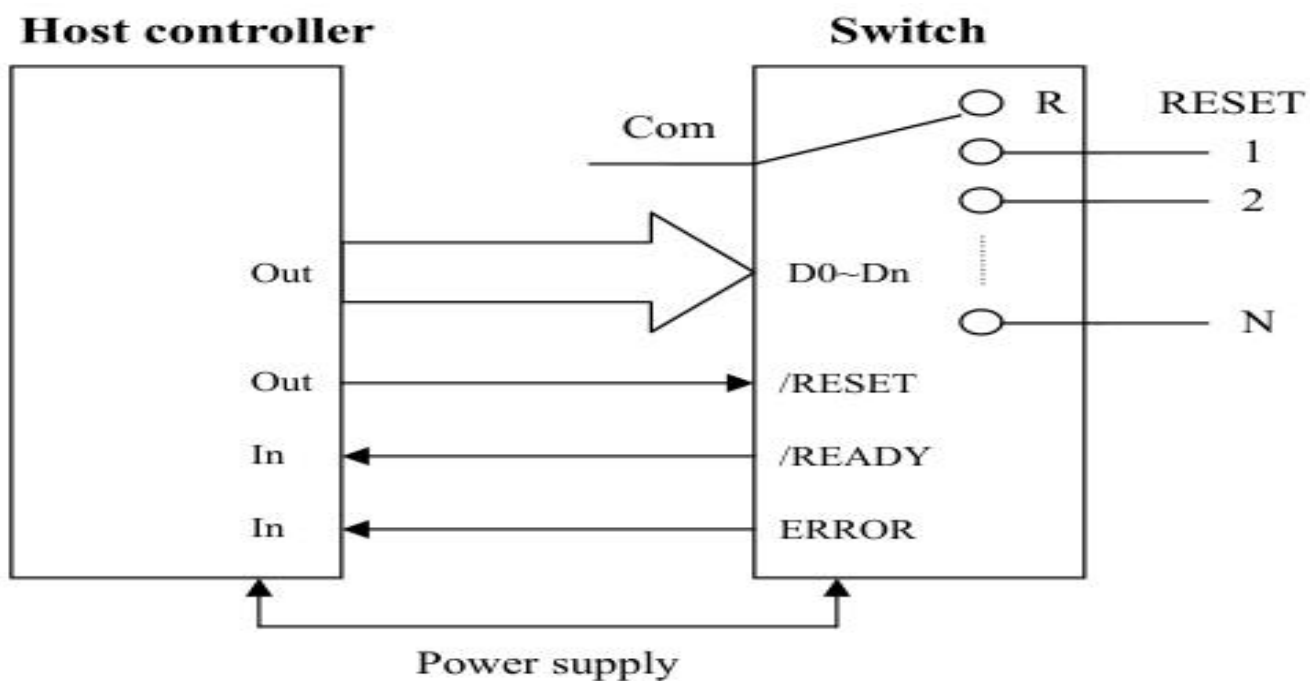 Host controller
Switch
R RESET
Com
1
2
Out D0~Dn
N
Out /RESET
In /READY
In ERROR
Power supply